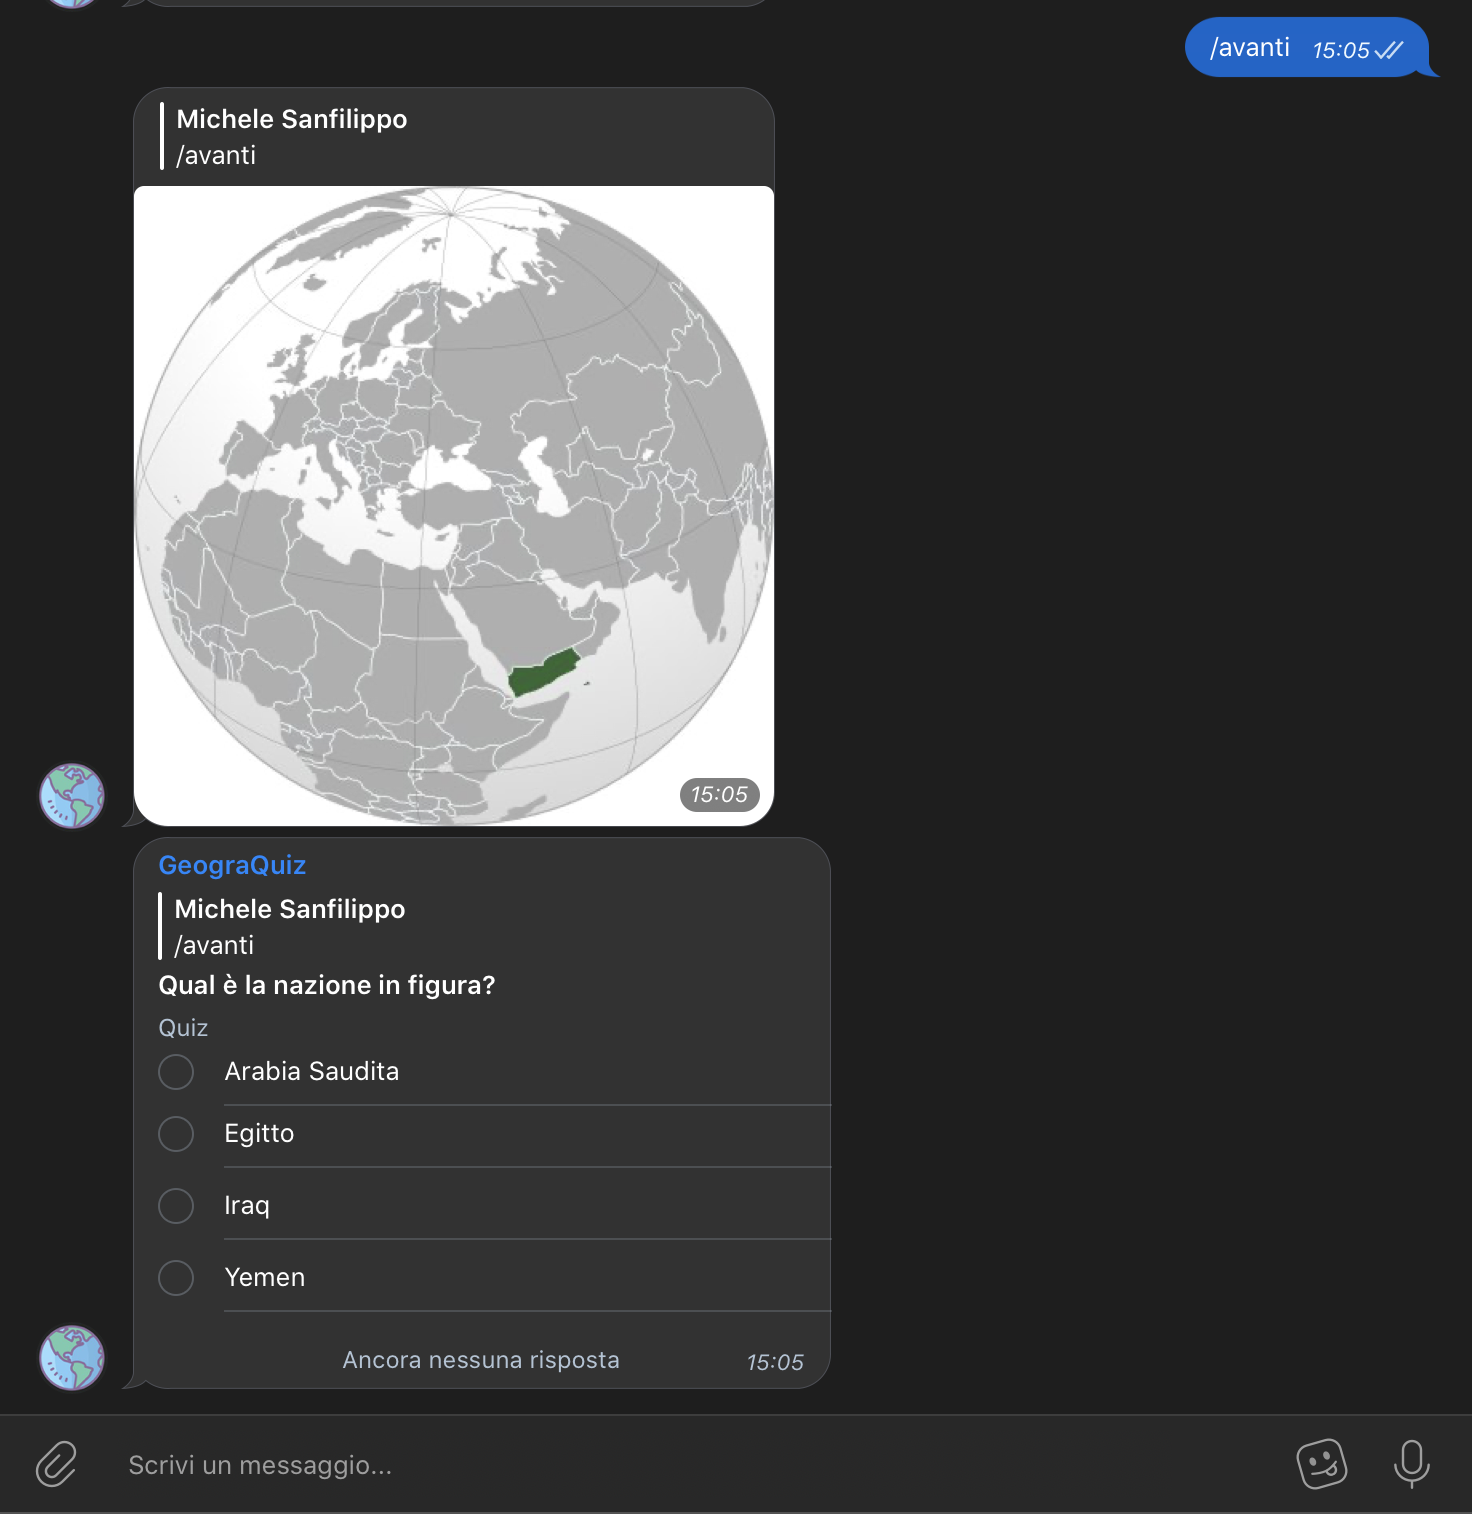 /avanti 15:05
Michele Sanfilippo
/avanti
15:05
GeograQuiz
Michele Sanfilippo
/avanti
Qual è la nazione in figura?
Quiz
Arabia Saudita
Egitto
Iraq
Yemen
Ancora nessuna risposta 15:05
Scrivi un messaggio...